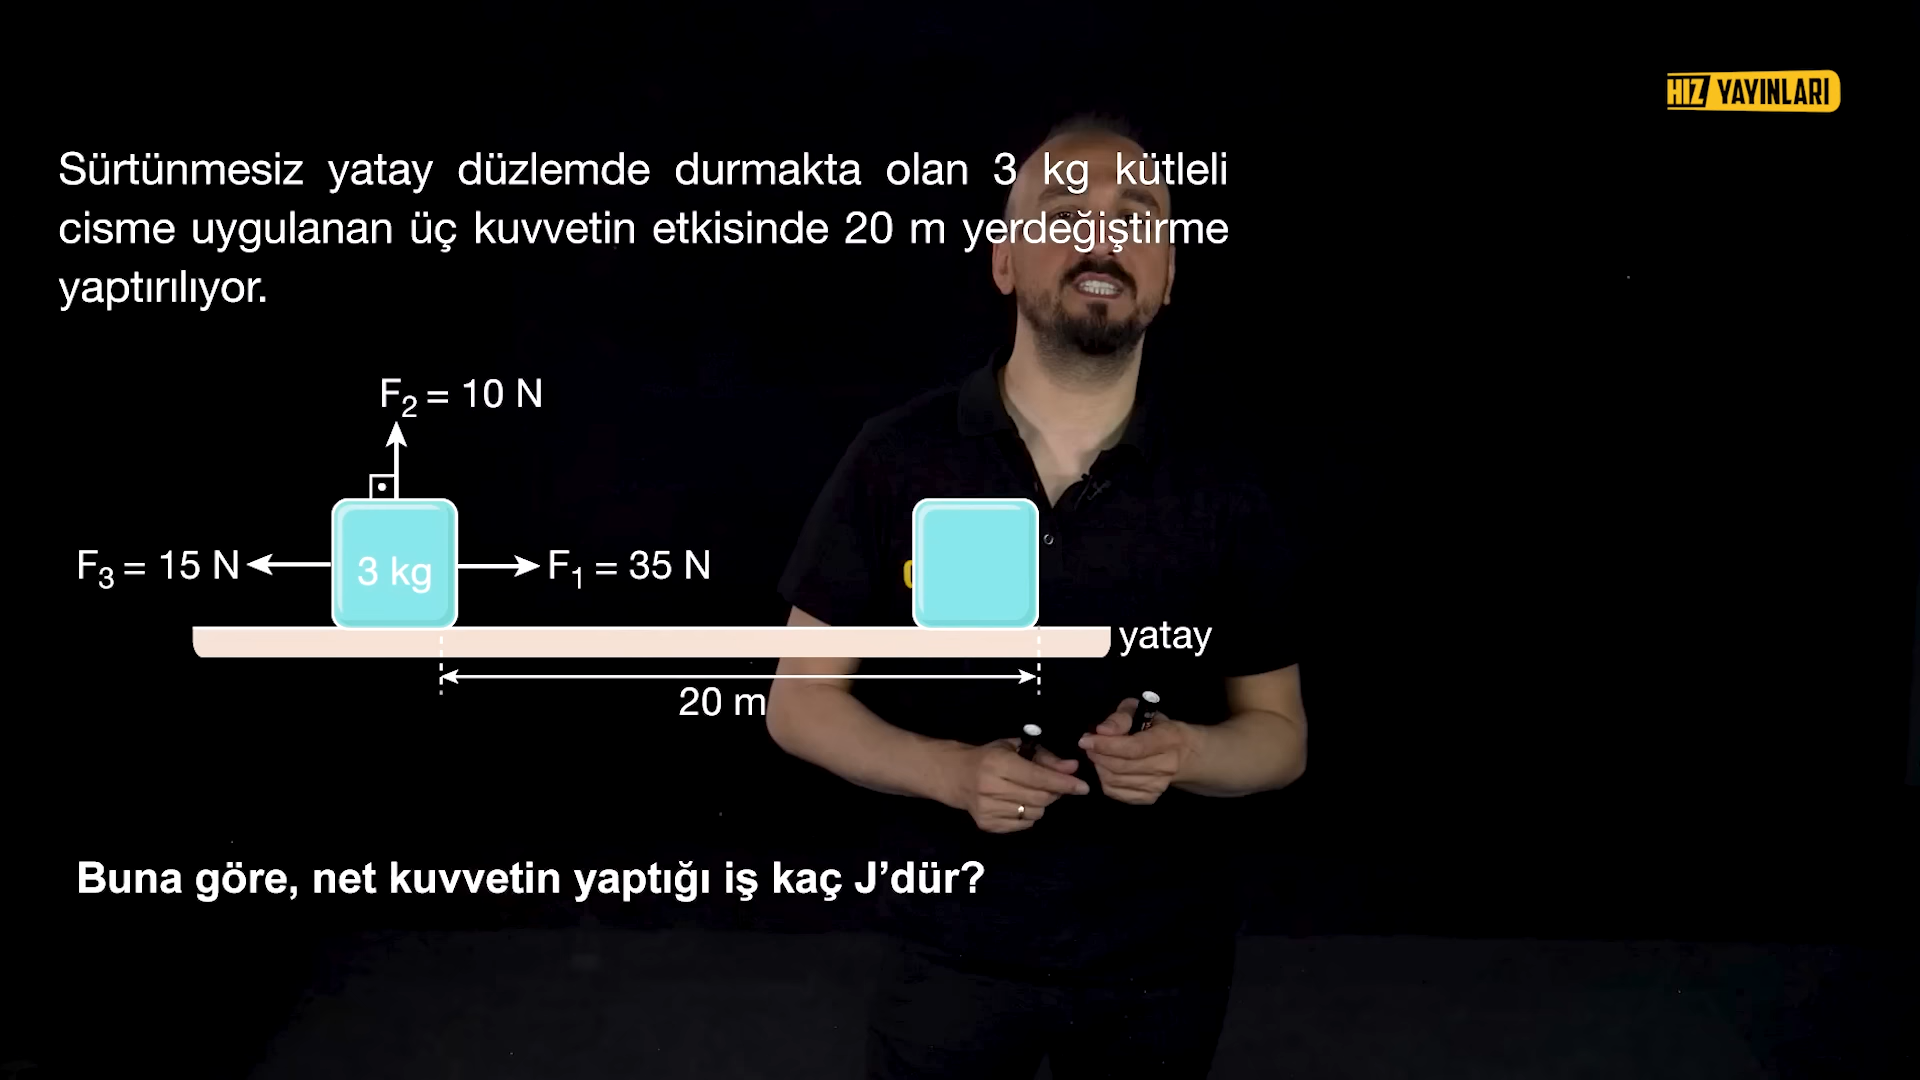 HIZ YAYINLARI
Sürtünmesiz yatay düzlemde durmakta olan 3 kg kütleli
cisme uygulanan üç kuvvetin etkisinde 20 m yerdeğiştirme
yaptırılıyor.
F₂ = 10 N
F₃ = 15 N
3 kg
F₁ = 35 N
yatay
20 m
Buna göre, net kuvvetin yaptığı iş kaç J’dür?